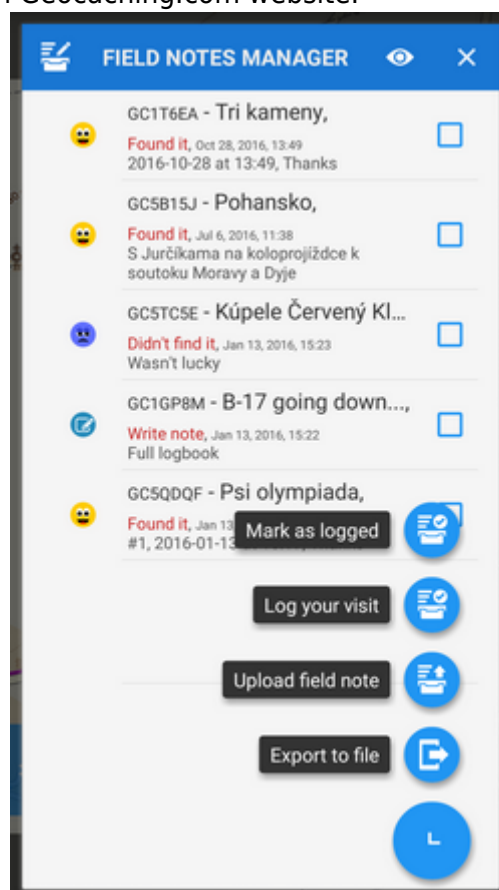 Geocaching.com website.
FIELD NOTES MANAGER
GC1T6EA - Tri kameny,
Found it, Oct 28, 2016, 13:49
2016-10-28 at 13:49, Thanks
GC5B15J - Pohansko,
Found it, Jul 6, 2016, 11:38
S Jurčíkama na koloprojíždce k
soutoku Moravy a Dyje
GC5TC5E - Kúpele Červený Kl...
Didn't find it, Jan 13, 2016, 15:23
Wasn't lucky
GC1GP8M - B-17 going down...,
Write note, Jan 13, 2016, 15:22
Full logbook
GC5QDQF - Psi olympiada,
Found it, Jan 13
#1, 2016-01-13
Mark as logged
Log your visit
Upload field note
Export to file